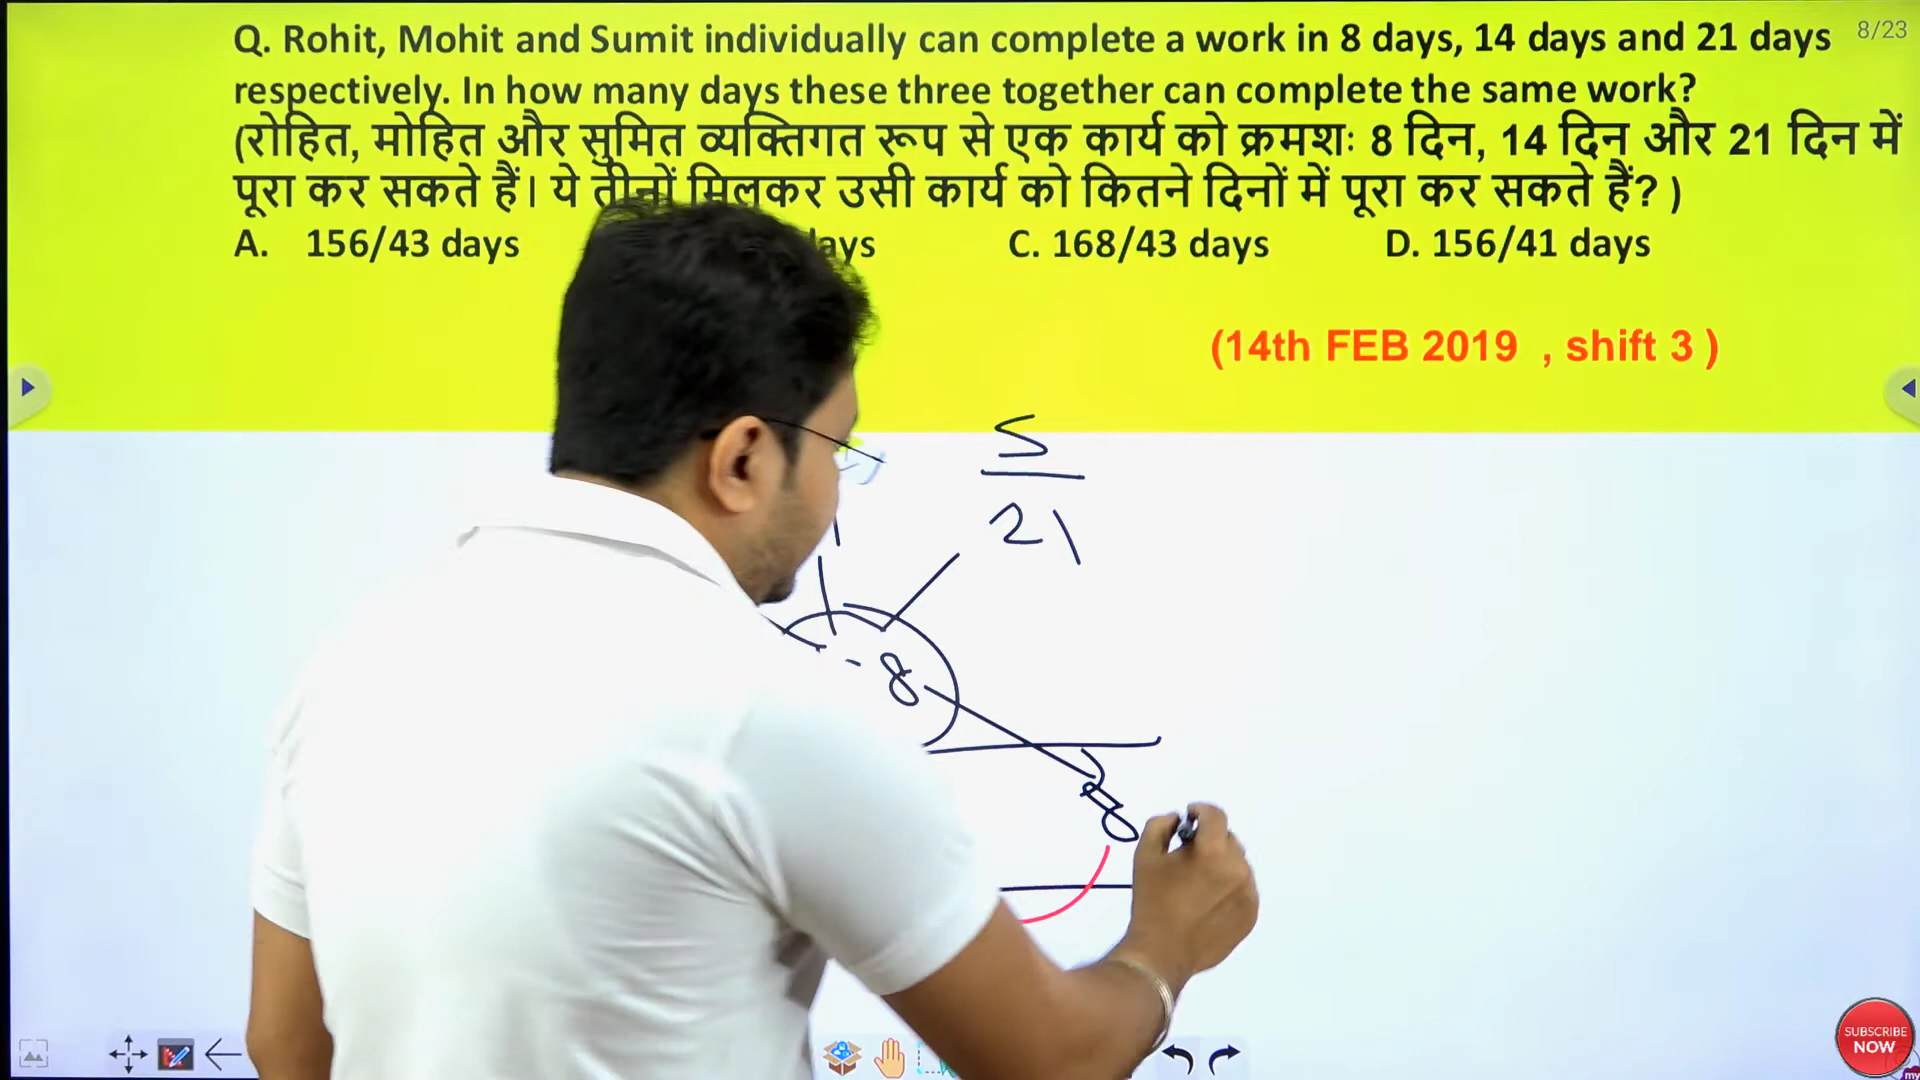 Q. Rohit, Mohit and Sumit individually can complete a work in 8 days, 14 days and 21 days
8/23
respectively. In how many days these three together can complete the same work?
(रोहित, मोहित और सुमित व्यक्तिगत रूप से एक कार्य को क्रमशः 8 दिन, 14 दिन और 21 दिन में
पूरा कर सकते हैं। ये तीनों मिलकर उसी कार्य को कितने दिनों में पूरा कर सकते हैं? )
A. 156/43 days C. 168/43 days D. 156/41 days
(14th FEB 2019 , shift 3 )
S
21
8
8
SUBSCRIBE
NOW